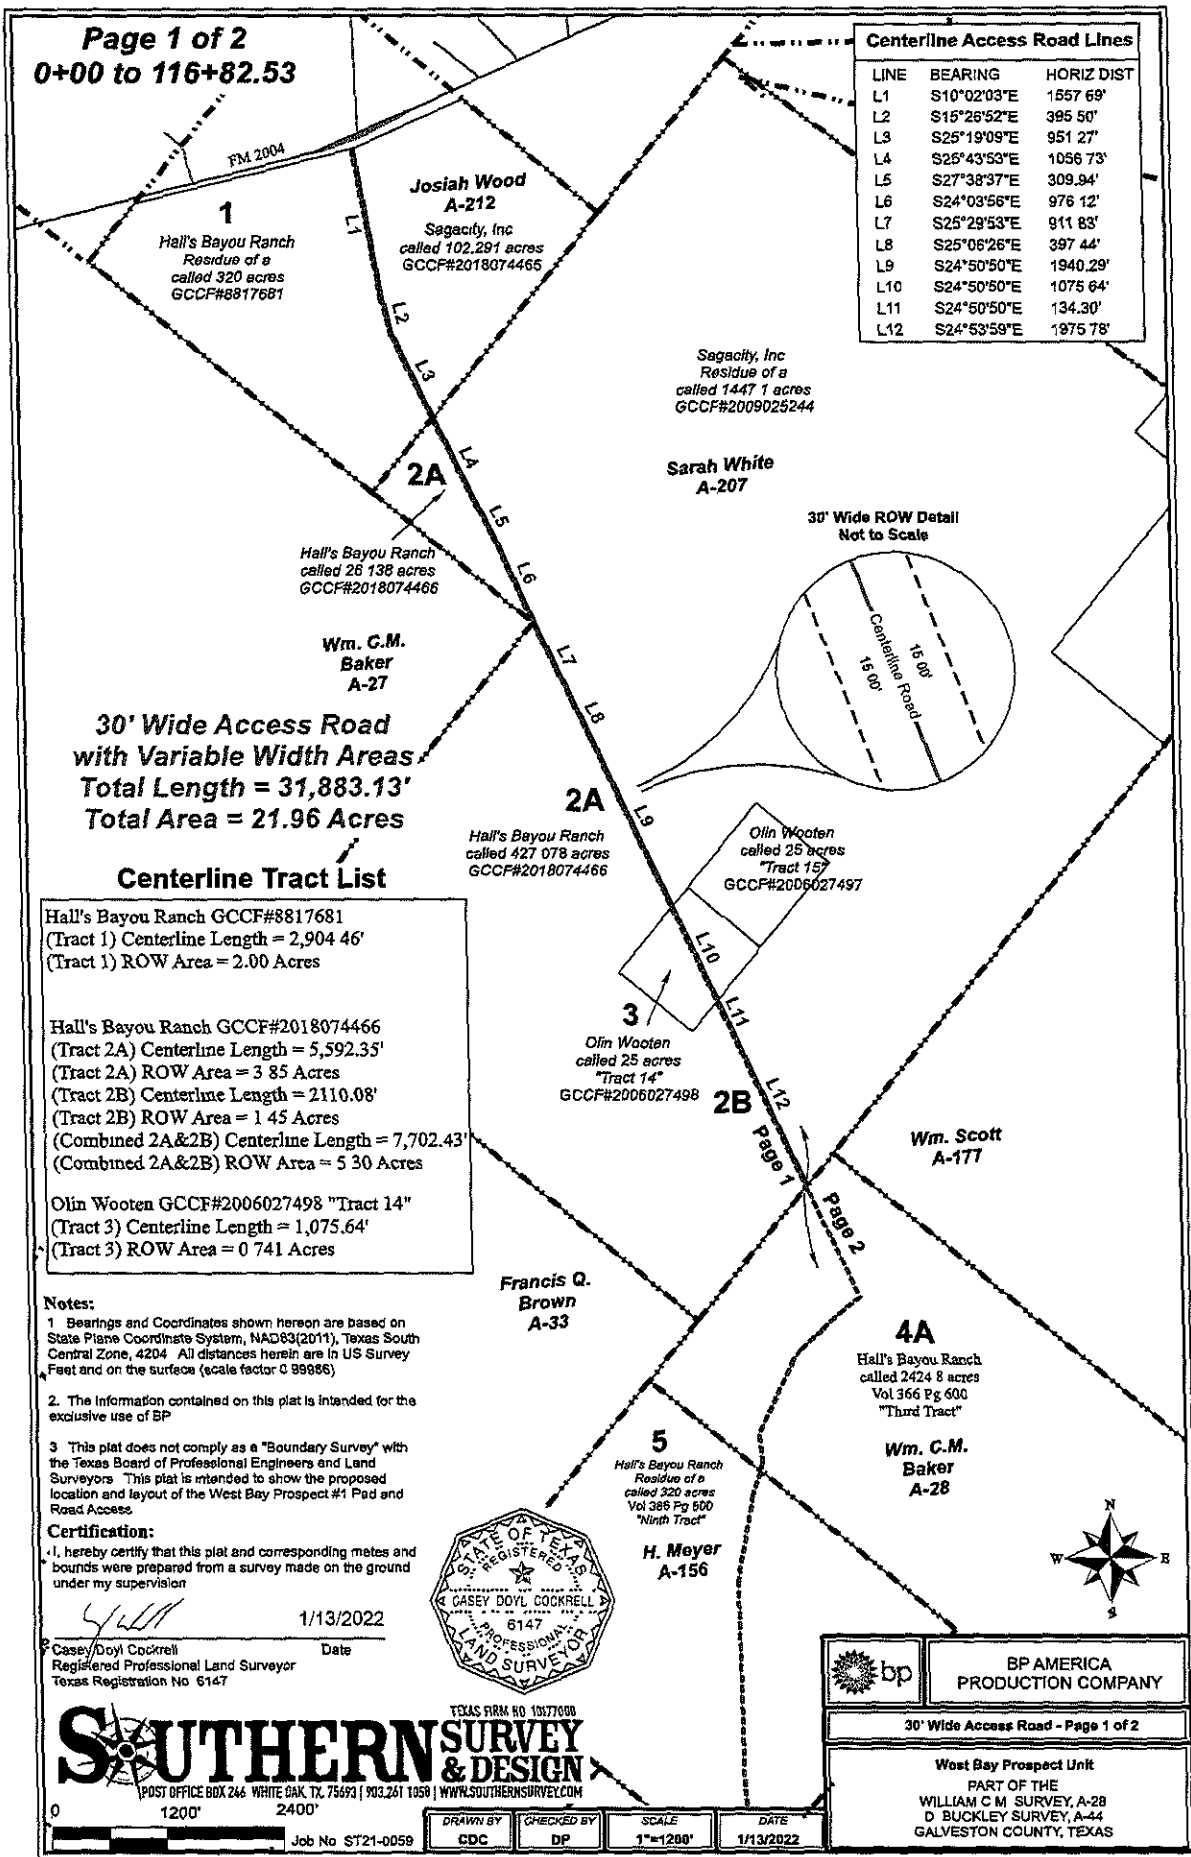 Page 1 of 2
0+00 to 116+82.53
Centerline Access Road Lines
LINE BEARING HORIZ DIST
L1 S10°02'03"E 1557 69'
L2 S15°26'52"E 395 50'
L3 S25°19'09"E 951 27'
L4 S25°43'53"E 1056 73'
L5 S27°38'37"E 309.94'
L6 S24°03'56"E 976 12'
L7 S25°29'53"E 911 83'
L8 S25°06'26"E 397 44'
L9 S24°50'50"E 1940.29'
L10 S24°50'50"E 1075 64'
L11 S24°50'50"E 134.30'
L12 S24°53'59"E 1975 78'
FM 2004
1
Hall's Bayou Ranch
Residue of a
called 320 acres
GCCF#8817681
Josiah Wood
A-212
Sagacity, Inc
called 102.291 acres
GCCF#2018074465
L1
L2
L3
Sagacity, Inc
Residue of a
called 1447 1 acres
GCCF#2009025244
Sarah White
A-207
2A
L4
L5
L6
Hall's Bayou Ranch
called 26 138 acres
GCCF#2018074466
30' Wide ROW Detail
Not to Scale
15 00'
Centerline Road
15 00'
Wm. C.M.
Baker
A-27
L7
L8
30' Wide Access Road
with Variable Width Areas
Total Length = 31,883.13'
Total Area = 21.96 Acres
2A
L9
Hall's Bayou Ranch
called 427 078 acres
GCCF#2018074466
Olin Wooten
called 25 acres
"Tract 15"
GCCF#2006027497
L10
L11
3
Olin Wooten
called 25 acres
"Tract 14"
GCCF#2006027498
2B
L12
Page 1
Page 2
Wm. Scott
A-177
Centerline Tract List
Hall's Bayou Ranch GCCF#8817681
(Tract 1) Centerline Length = 2,904 46'
(Tract 1) ROW Area = 2.00 Acres
Hall's Bayou Ranch GCCF#2018074466
(Tract 2A) Centerline Length = 5,592.35'
(Tract 2A) ROW Area = 3 85 Acres
(Tract 2B) Centerline Length = 2110.08'
(Tract 2B) ROW Area = 1 45 Acres
(Combined 2A&2B) Centerline Length = 7,702.43'
(Combined 2A&2B) ROW Area = 5 30 Acres
Olin Wooten GCCF#2006027498 "Tract 14"
(Tract 3) Centerline Length = 1,075.64'
(Tract 3) ROW Area = 0 741 Acres
Francis Q.
Brown
A-33
4A
Hall's Bayou Ranch
called 2424 8 acres
Vol 366 Pg 600
"Third Tract"
Wm. C.M.
Baker
A-28
5
Hall's Bayou Ranch
Residue of a
called 320 acres
Vol 386 Pg 600
"Ninth Tract"
H. Meyer
A-156
Notes:
1 Bearings and Coordinates shown hereon are based on
State Plane Coordinate System, NAD83(2011), Texas South
Central Zone, 4204 All distances herein are in US Survey
Feet and on the surface (scale factor 0 99986)
2. The information contained on this plat is intended for the
exclusive use of BP
3 This plat does not comply as a "Boundary Survey" with
the Texas Board of Professional Engineers and Land
Surveyors This plat is intended to show the proposed
location and layout of the West Bay Prospect #1 Pad and
Road Access
Certification:
I, hereby certify that this plat and corresponding metes and
bounds were prepared from a survey made on the ground
under my supervision
1/13/2022
Casey Doyl Cockrell Date
Registered Professional Land Surveyor
Texas Registration No 6147
STATE OF TEXAS
REGISTERED
CASEY DOYL COCKRELL
6147
PROFESSIONAL
LAND SURVEYOR
N
W E
S
TEXAS FIRM NO 10177000
SOUTHERN SURVEY
& DESIGN
POST OFFICE BOX 246 WHITE OAK, TX, 75693 | 903.261 1050 | WWW.SOUTHERNSURVEY.COM
0 1200' 2400'
Job No ST21-0059
DRAWN BY
CDC
CHECKED BY
DP
SCALE
1"=1200'
DATE
1/13/2022
bp
BP AMERICA
PRODUCTION COMPANY
30' Wide Access Road - Page 1 of 2
West Bay Prospect Unit
PART OF THE
WILLIAM C M SURVEY, A-28
D BUCKLEY SURVEY, A-44
GALVESTON COUNTY, TEXAS